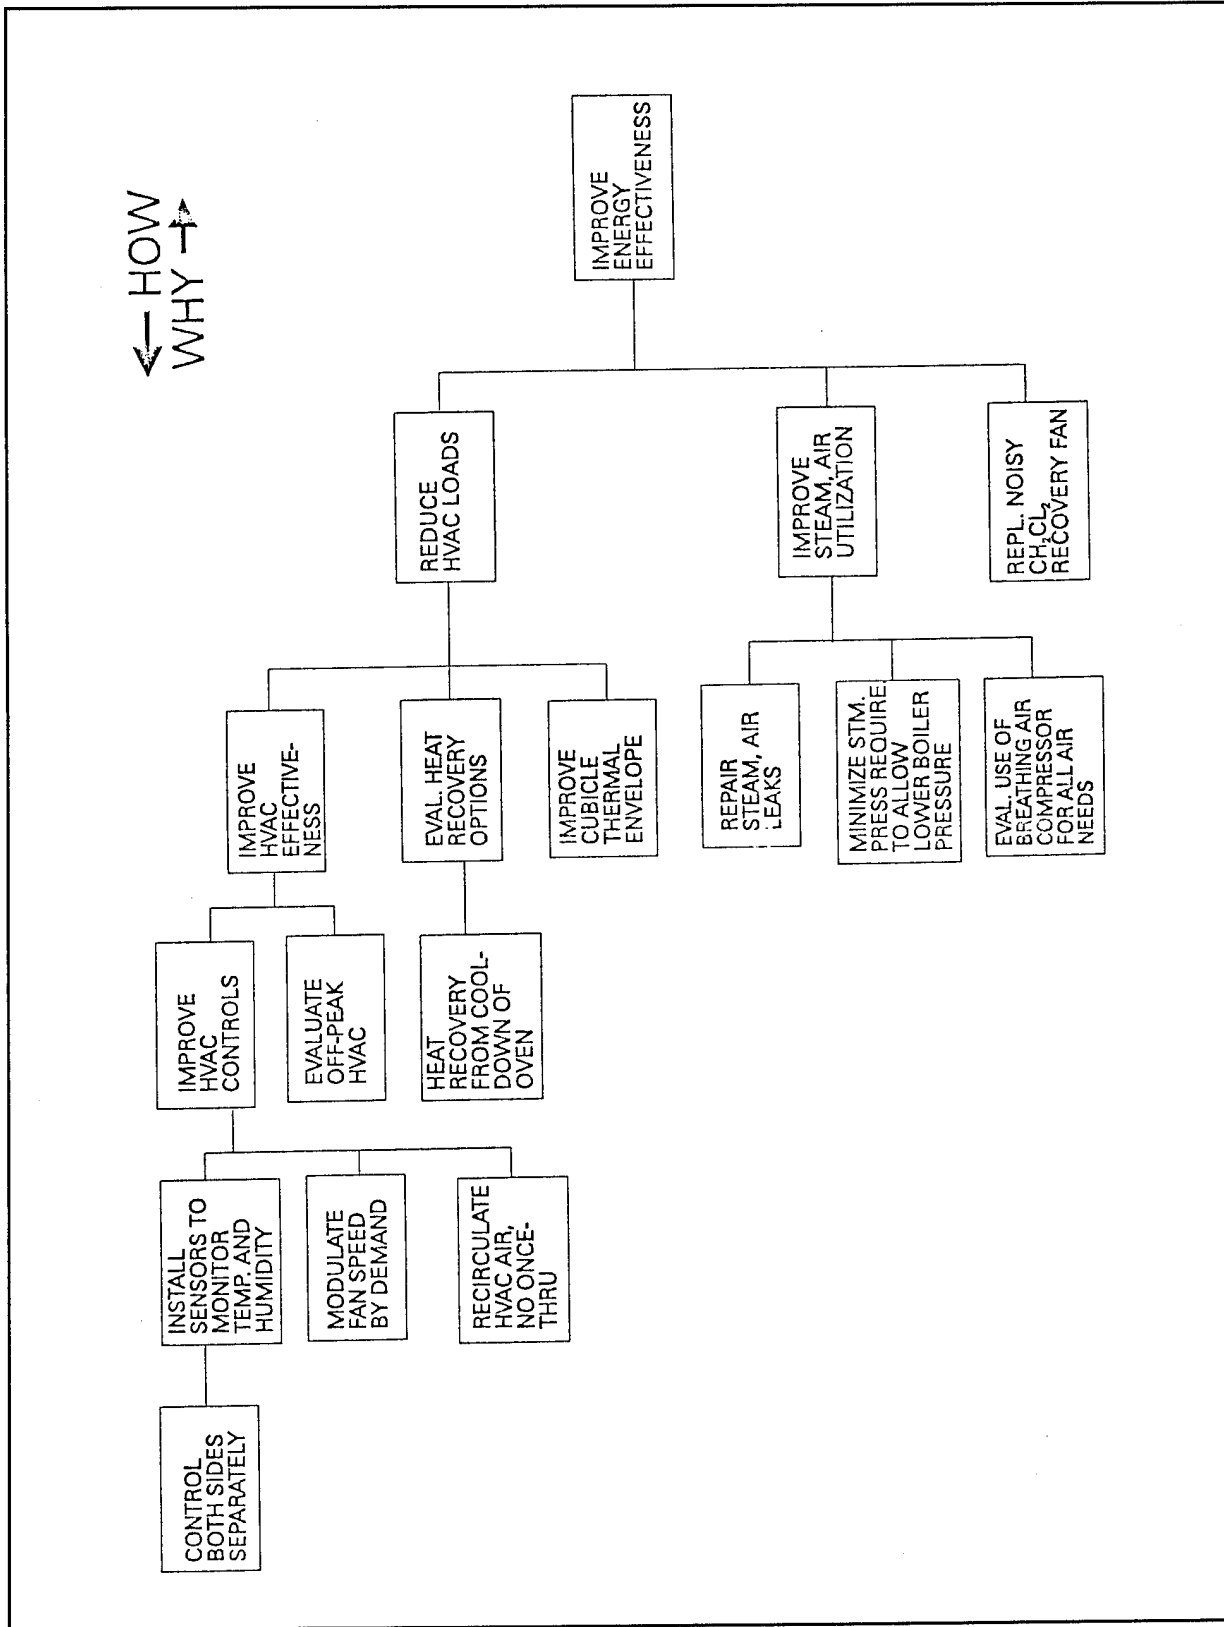 ← HOW
WHY →
CONTROL
BOTH SIDES
SEPARATELY
INSTALL
SENSORS TO
MONITOR
TEMP. AND
HUMIDITY
MODULATE
FAN SPEED
BY DEMAND
RECIRCULATE
HVAC AIR,
NO ONCE-
THRU
IMPROVE
HVAC
CONTROLS
EVALUATE
OFF-PEAK
HVAC
HEAT
RECOVERY
FROM COOL-
DOWN OF
OVEN
IMPROVE
HVAC
EFFECTIVE-
NESS
EVAL. HEAT
RECOVERY
OPTIONS
IMPROVE
CUBICLE
THERMAL
ENVELOPE
REPAIR
STEAM, AIR
LEAKS
MINIMIZE STM.
PRESS REQUIRE
TO ALLOW
LOWER BOILER
PRESSURE
EVAL. USE OF
BREATHING AIR
COMPRESSOR
FOR ALL AIR
NEEDS
REDUCE
HVAC LOADS
IMPROVE
STEAM, AIR
UTILIZATION
REPL. NOISY
CH₂CL₂
RECOVERY FAN
IMPROVE
ENERGY
EFFECTIVENESS